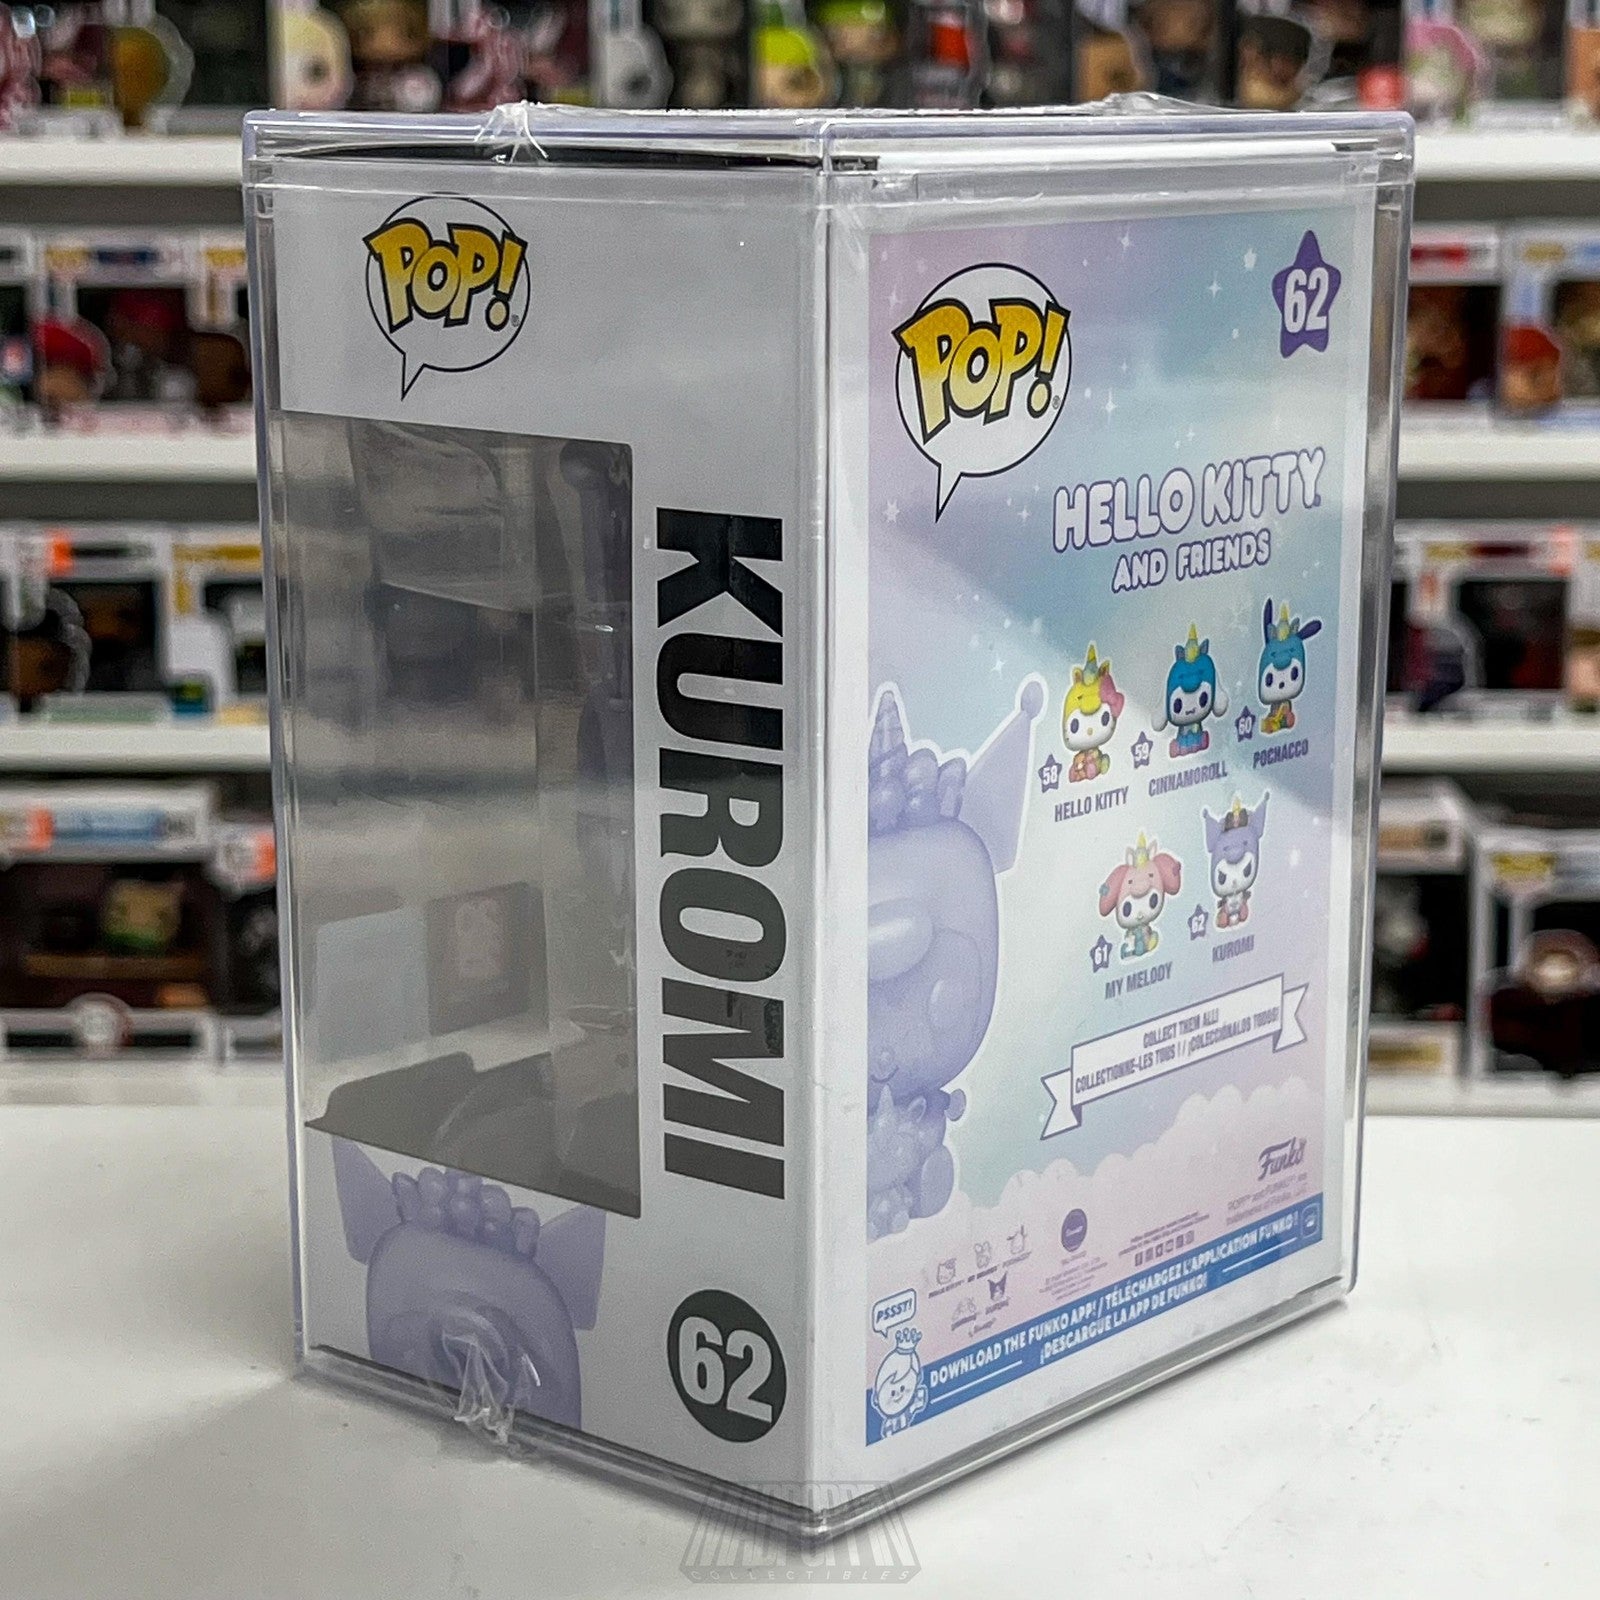 POP!
KUROMI
62
POP!
62
HELLO KITTY
AND FRIENDS
58
HELLO KITTY
59
CINNAMOROLL
60
POCHACCO
61
MY MELODY
62
KUROMI
COLLECT THEM ALL!
COLLECTIONNE-LES TOUS ! / ¡COLECCIÓNALOS TODOS!
Funko
PSSST!
DOWNLOAD THE FUNKO APP! / TÉLÉCHARGEZ L'APPLICATION FUNKO !
¡DESCARGUE LA APP DE FUNKO!
MADPOPPIN
COLLECTIBLES